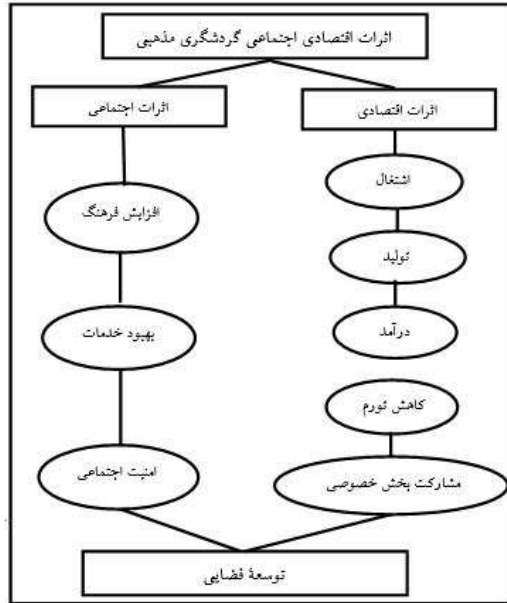 اثرات اقتصادی اجتماعی گردشگری مذهبی
اثرات اقتصادی
اثرات اجتماعی
اشتغال
افزایش فرهنگ
تولید
درآمد
بهبود خدمات
کاهش تورم
امنیت اجتماعی
مشارکت بخش خصوصی
توسعهٔ فضایی